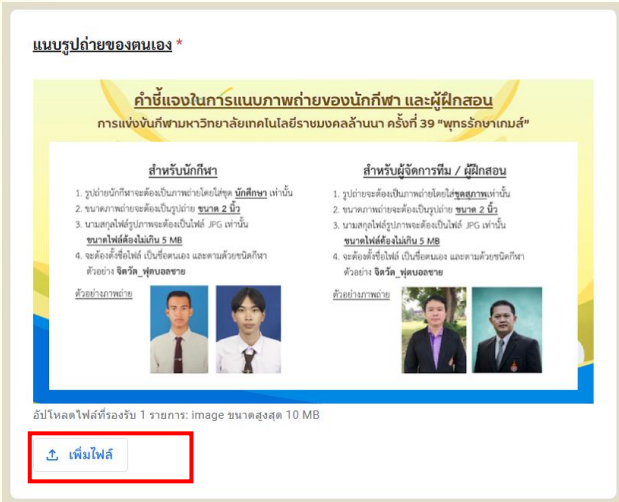 แนบรูปถ่ายของตนเอง *
คำชี้แจงในการแนบภาพถ่ายของนักกีฬา และผู้ฝึกสอน
การแข่งขันกีฬามหาวิทยาลัยเทคโนโลยีราชมงคลล้านนา ครั้งที่ 39 "พุทธรักษาเกมส์"
สำหรับนักกีฬา
1. รูปถ่ายนักกีฬาจะต้องเป็นภาพถ่ายโดยใส่ชุด นักศึกษา เท่านั้น
2. ขนาดภาพถ่ายจะต้องเป็นรูปถ่าย ขนาด 2 นิ้ว
3. นามสกุลไฟล์รูปภาพจะต้องเป็นไฟล์ JPG เท่านั้น
ขนาดไฟล์ต้องไม่เกิน 5 MB
4. จะต้องตั้งชื่อไฟล์ เป็นชื่อตนเอง และตามด้วยชนิดกีฬา
ตัวอย่าง จิตวัต_ฟุตบอลชาย
ตัวอย่างภาพถ่าย
สำหรับผู้จัดการทีม / ผู้ฝึกสอน
1. รูปถ่ายจะต้องเป็นภาพถ่ายโดยใส่ชุดสุภาพเท่านั้น
2. ขนาดภาพถ่ายจะต้องเป็นรูปถ่าย ขนาด 2 นิ้ว
3. นามสกุลไฟล์รูปภาพจะต้องเป็นไฟล์ JPG เท่านั้น
ขนาดไฟล์ต้องไม่เกิน 5 MB
4. จะต้องตั้งชื่อไฟล์ เป็นชื่อตนเอง และตามด้วยชนิดกีฬา
ตัวอย่าง จิตวัต_ฟุตบอลชาย
ตัวอย่างภาพถ่าย
อัปโหลดไฟล์ที่รองรับ 1 รายการ: image ขนาดสูงสุด 10 MB
เพิ่มไฟล์